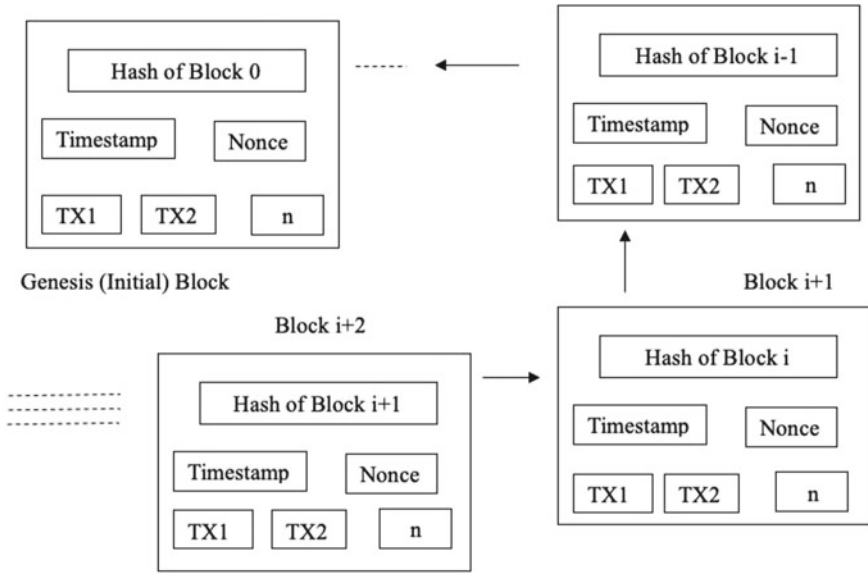 Hash of Block 0
Timestamp
Nonce
TX1
TX2
n
Genesis (Initial) Block
Hash of Block i-1
Timestamp
Nonce
TX1
TX2
n
Block i+2
Hash of Block i+1
Timestamp
Nonce
TX1
TX2
n
Block i+1
Hash of Block i
Timestamp
Nonce
TX1
TX2
n